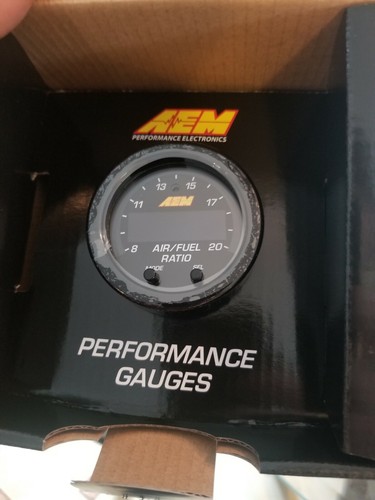 AEM
PERFORMANCE ELECTRONICS
13 15
11 17
AEM
8 AIR/FUEL 20
RATIO
MODE SEL
PERFORMANCE
GAUGES